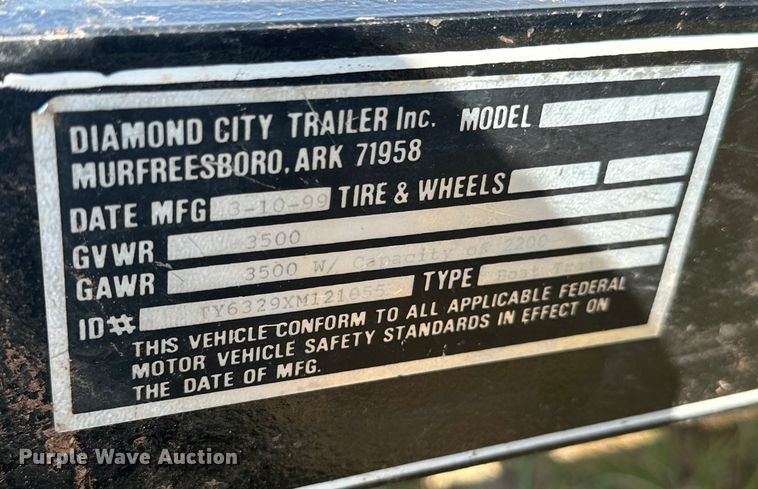 DIAMOND CITY TRAILER Inc. MODEL
MURFREESBORO, ARK 71958
DATE MFG 3-10-99 TIRE & WHEELS
GVWR 3500
GAWR 3500 W/ Capacity of 2200
ID# TY6329XM121055 TYPE Boat
THIS VEHICLE CONFORM TO ALL APPLICABLE FEDERAL
MOTOR VEHICLE SAFETY STANDARDS IN EFFECT ON
THE DATE OF MFG.
Purple Wave Auction